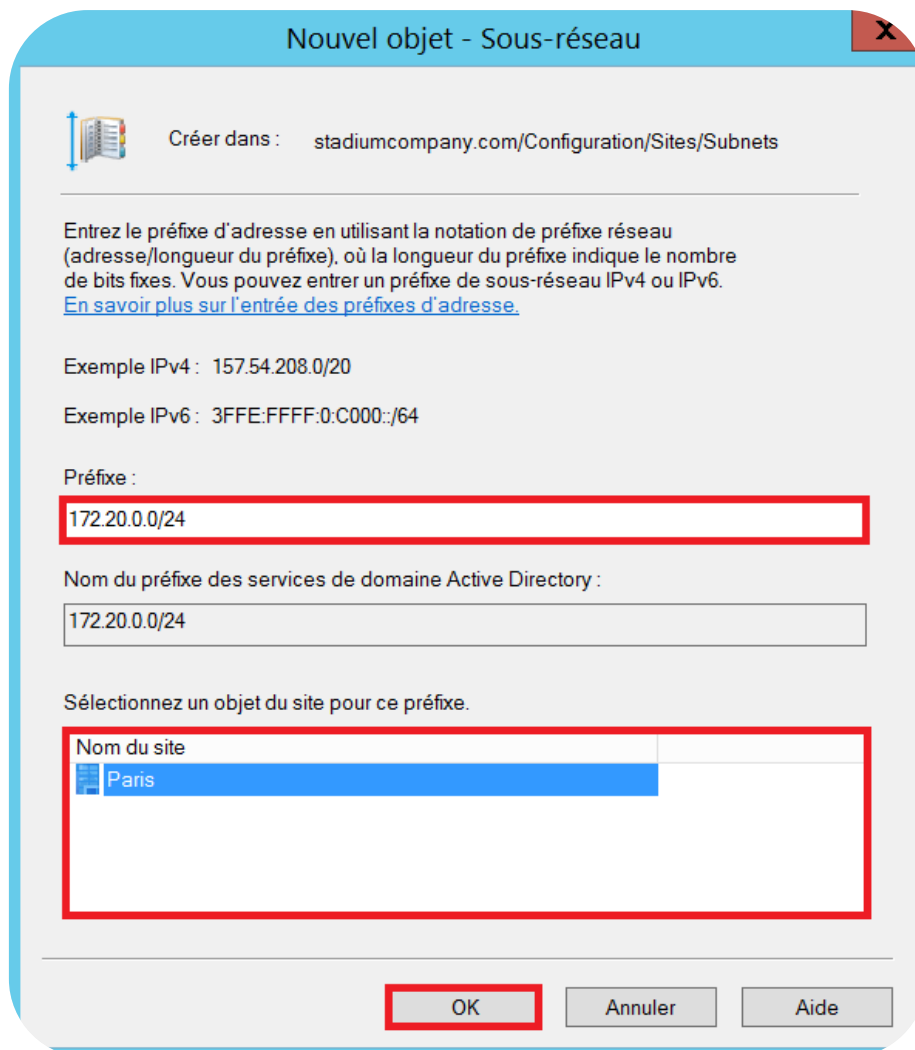 Nouvel objet - Sous-réseau
x
Créer dans : stadiumcompany.com/Configuration/Sites/Subnets
Entrez le préfixe d'adresse en utilisant la notation de préfixe réseau
(adresse/longueur du préfixe), où la longueur du préfixe indique le nombre
de bits fixes. Vous pouvez entrer un préfixe de sous-réseau IPv4 ou IPv6.
En savoir plus sur l'entrée des préfixes d'adresse.
Exemple IPv4 : 157.54.208.0/20
Exemple IPv6 : 3FFE:FFFF:0:C000::/64
Préfixe :
172.20.0.0/24
Nom du préfixe des services de domaine Active Directory :
172.20.0.0/24
Sélectionnez un objet du site pour ce préfixe.
Nom du site
Paris
OK Annuler Aide